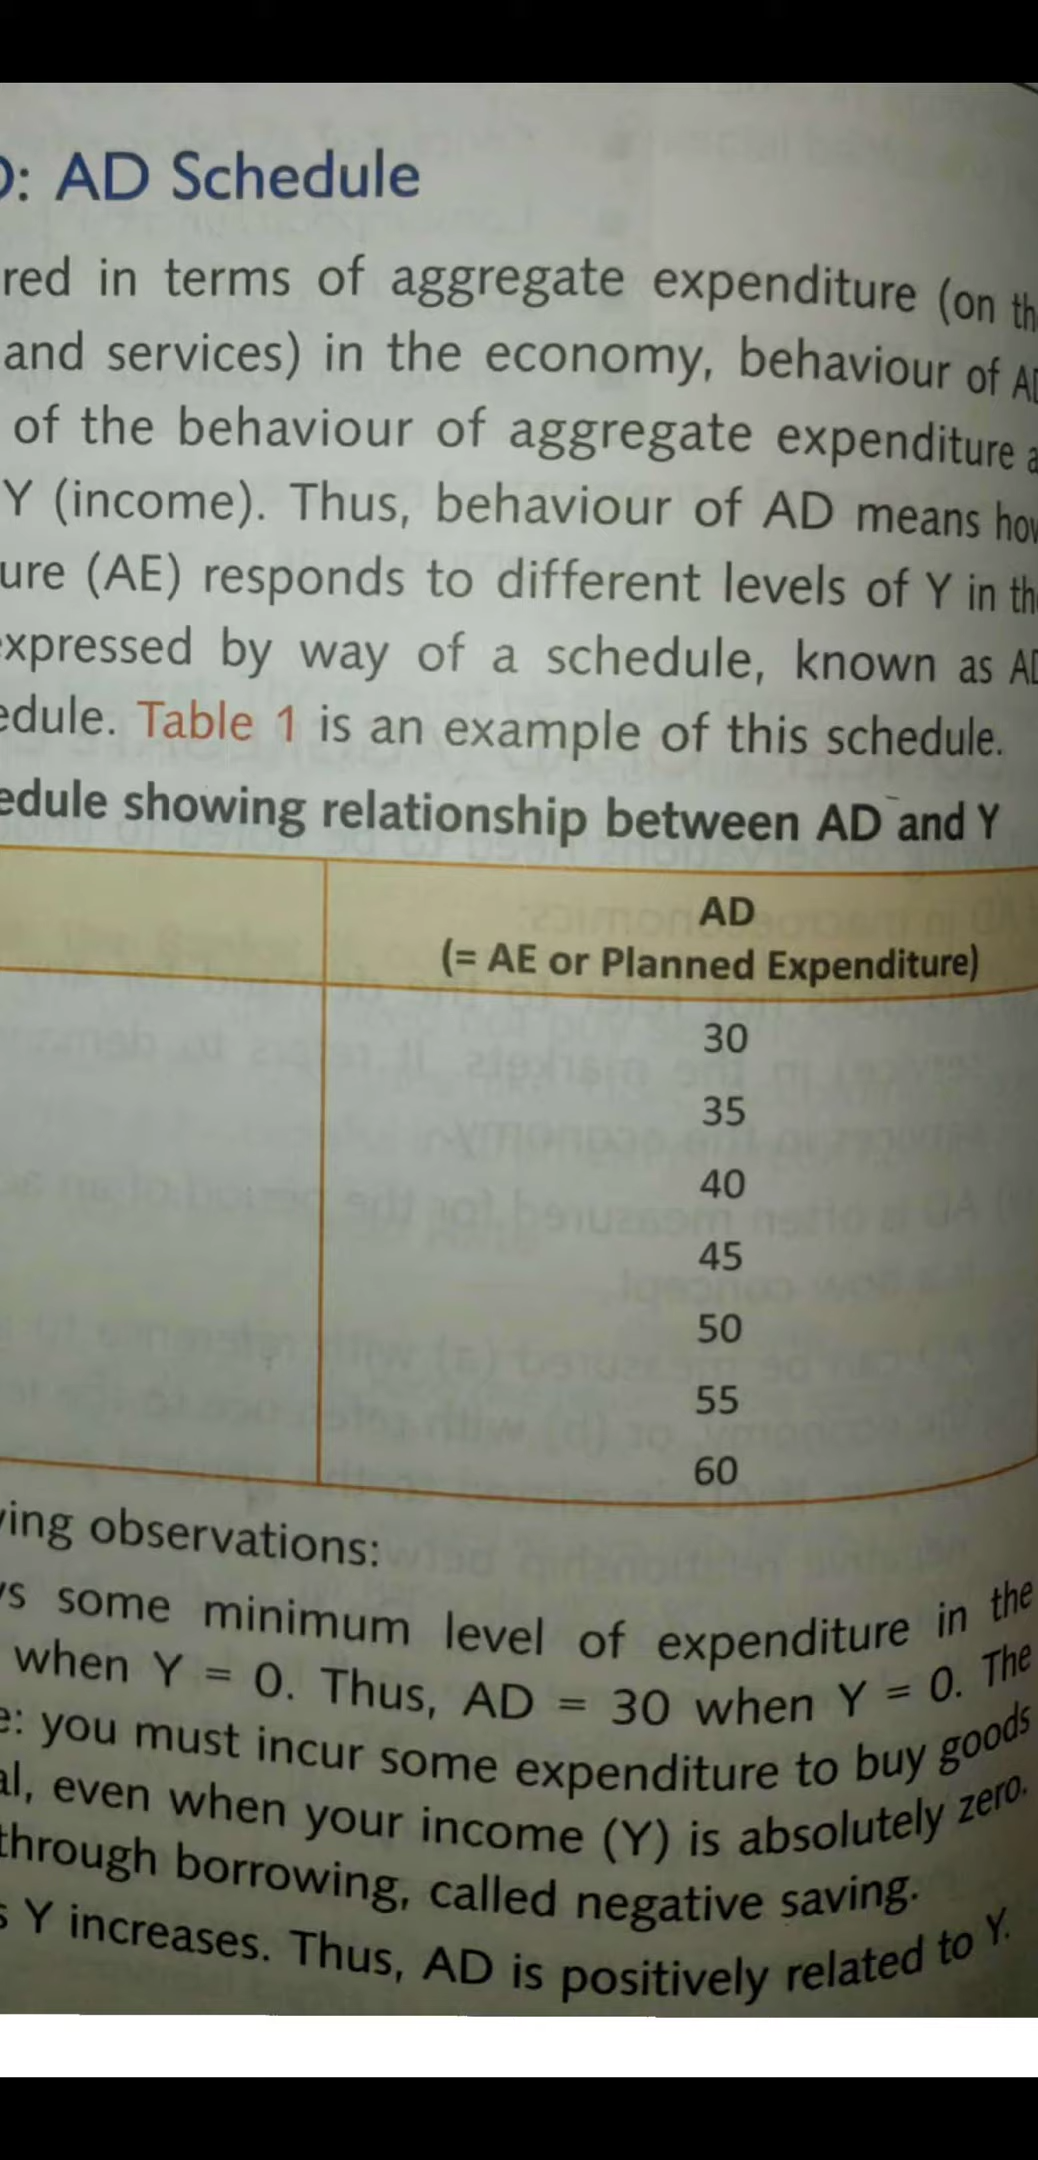 : AD Schedule
red in terms of aggregate expenditure (on
and services) in the economy, behaviour of
of the behaviour of aggregate expenditure
Y (income). Thus, behaviour of AD means
ure (AE) responds to different levels of Y in
xpressed by way of a schedule, known as
edule. Table 1 is an example of this schedule.
edule showing relationship between AD and Y
AD
(= AE or Planned Expenditure)
30
35
40
45
50
55
60
ing observations:
s some minimum level of expenditure in the
when Y = 0. Thus, AD = 30 when Y = 0. The
: you must incur some expenditure to buy goods
al, even when your income (Y) is absolutely zero.
through borrowing, called negative saving.
Y increases. Thus, AD is positively related to Y.